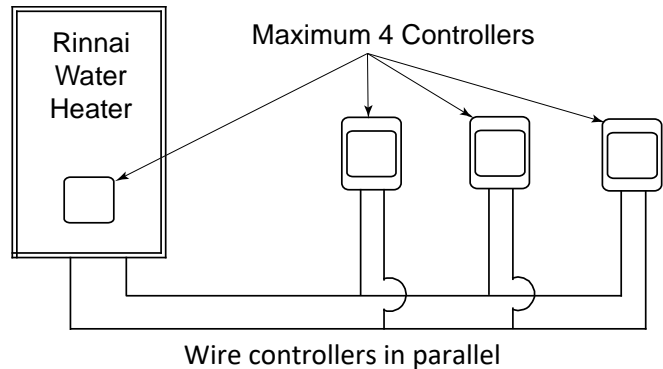 Rinnai
Water
Heater
Maximum 4 Controllers
Wire controllers in parallel